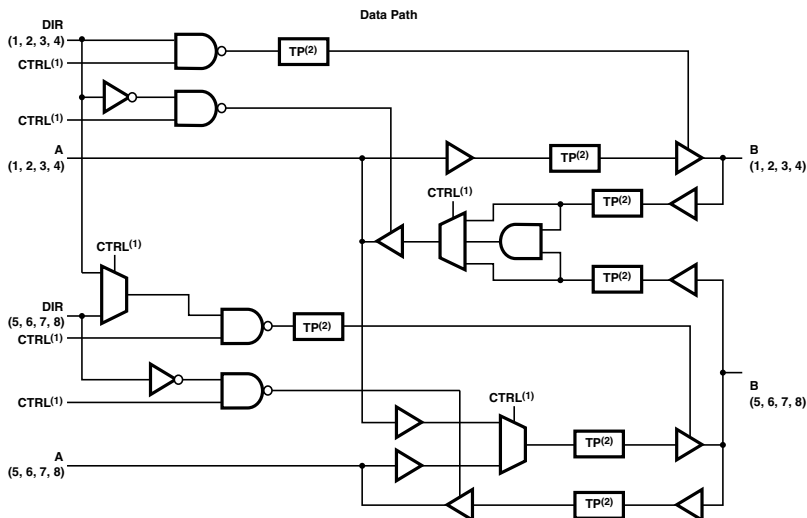 Data Path
DIR
(1, 2, 3, 4)
CTRL(1)
TP(2)
CTRL(1)
A
(1, 2, 3, 4)
TP(2)
B
(1, 2, 3, 4)
CTRL(1)
TP(2)
CTRL(1)
TP(2)
DIR
(5, 6, 7, 8)
CTRL(1)
TP(2)
B
(5, 6, 7, 8)
CTRL(1)
CTRL(1)
TP(2)
A
(5, 6, 7, 8)
TP(2)